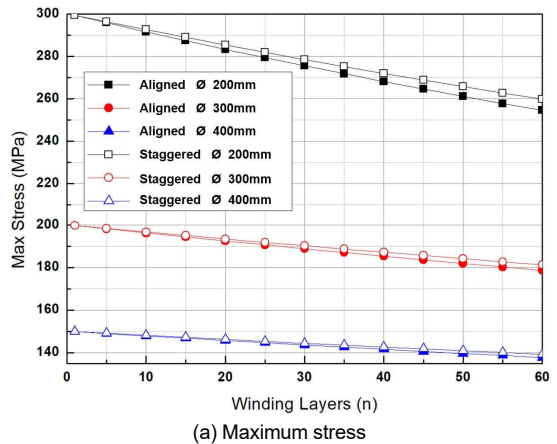 300
280
260
240
220
200
180
160
140
Max Stress (MPa)
Aligned Ø 200mm
Aligned Ø 300mm
Aligned Ø 400mm
Staggered Ø 200mm
Staggered Ø 300mm
Staggered Ø 400mm
0 10 20 30 40 50 60
Winding Layers (n)
(a) Maximum stress